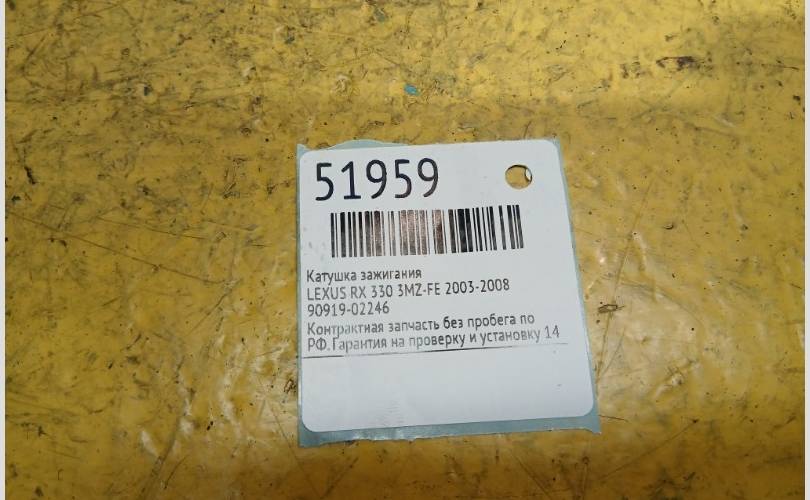 51959
Катушка зажигания
LEXUS RX 330 3MZ-FE 2003-2008
90919-02246
Контрактная запчасть без пробега по
РФ. Гарантия на проверку и установку 14